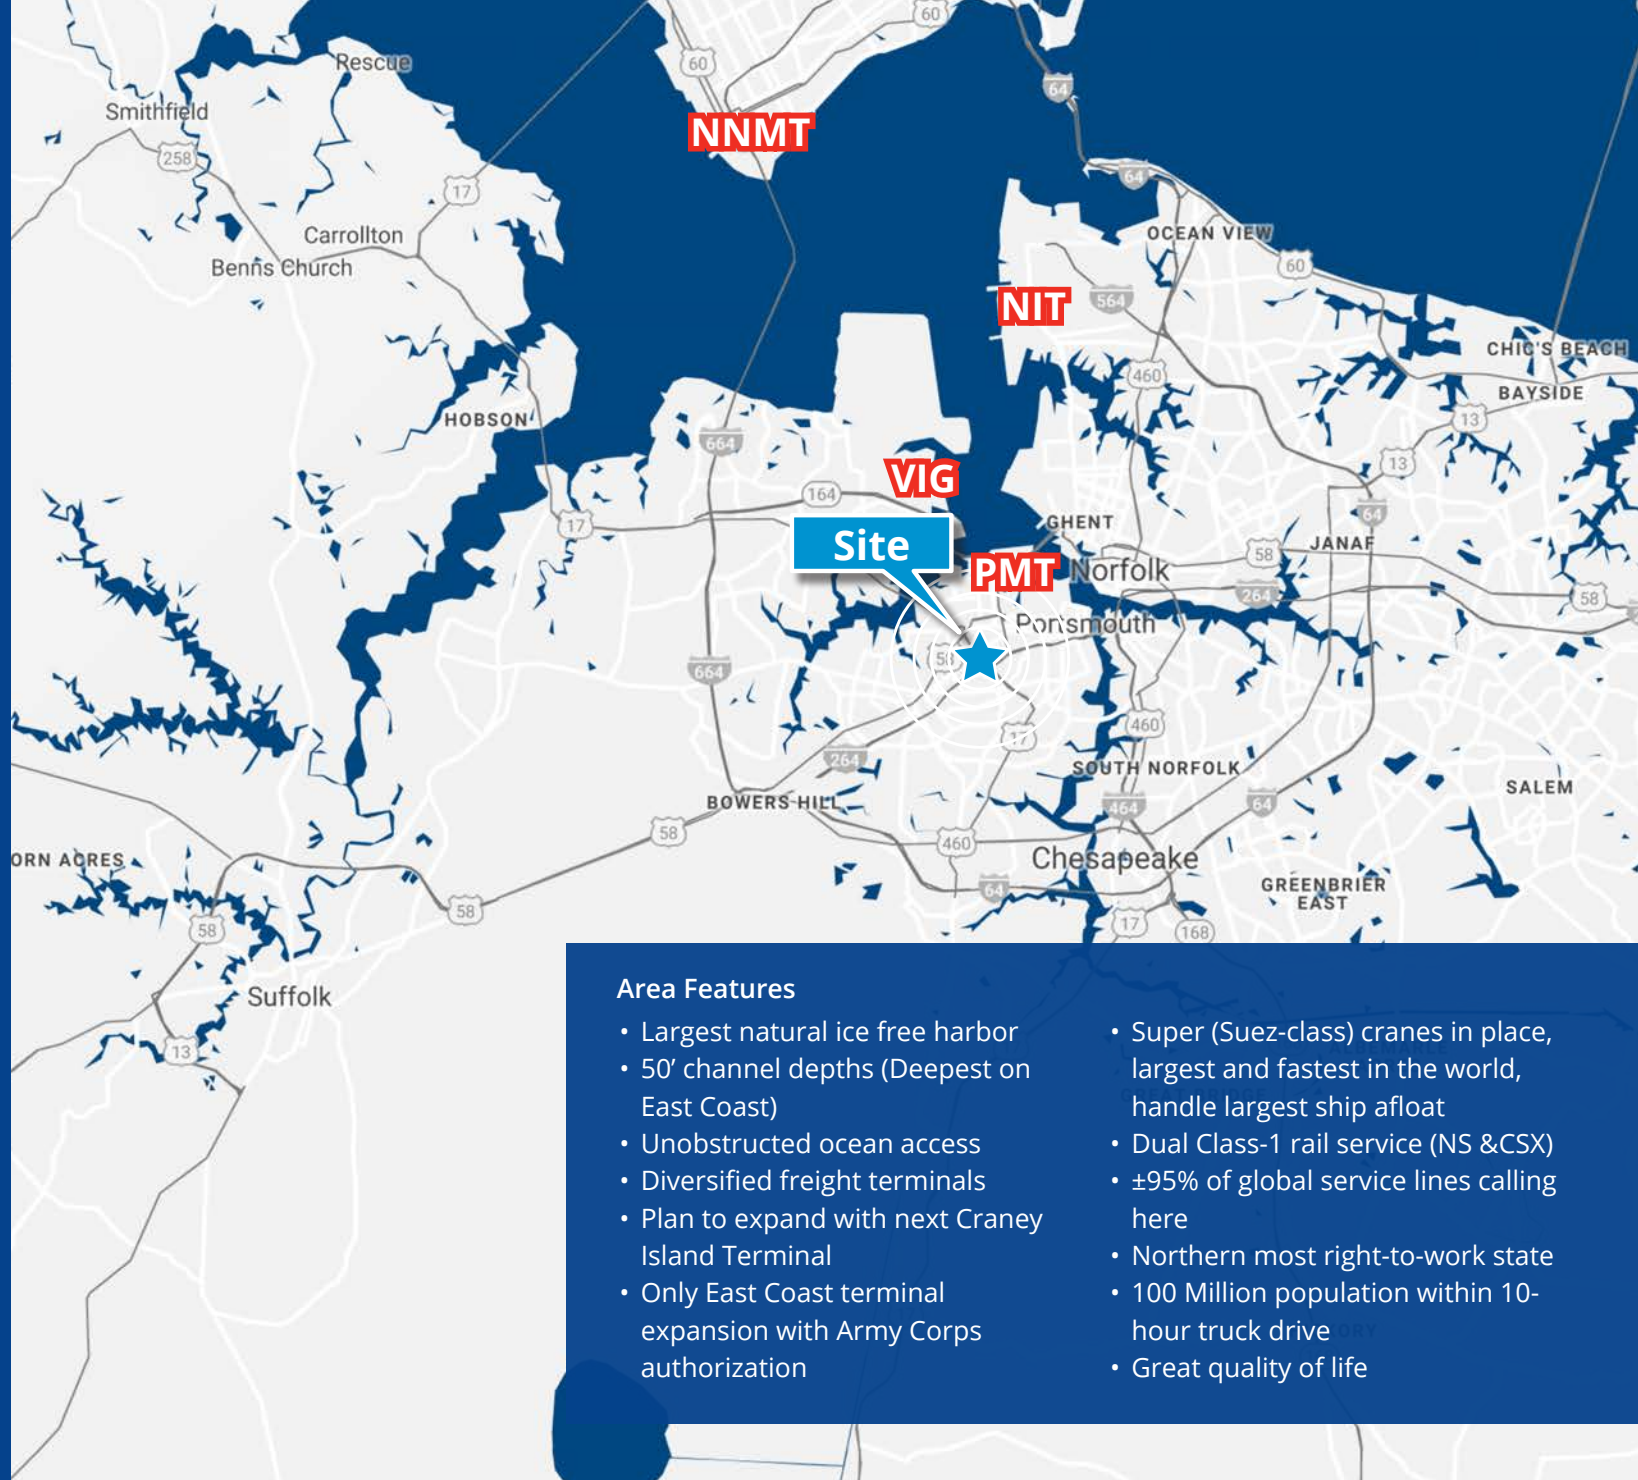 60
Rescue
60
64
Smithfield
NNMT
258
64
17
Carrollton
OCEAN VIEW
Benns Church
60
NIT
564
CHIC'S BEACH
460
BAYSIDE
HOBSON
13
664
13
VIG
164
64
17
GHENT
Site
58
JANAF
PMT
Norfolk
264
58
Portsmouth
58
664
460
17
264
SOUTH NORFOLK
SALEM
BOWERS HILL
464
64
58
460
ORN ACRES
Chesapeake
64
GREENBRIER
EAST
58
17
58
168
Suffolk
13
Area Features
• Largest natural ice free harbor
• 50’ channel depths (Deepest on
East Coast)
• Unobstructed ocean access
• Diversified freight terminals
• Plan to expand with next Craney
Island Terminal
• Only East Coast terminal
expansion with Army Corps
authorization
• Super (Suez-class) cranes in place,
largest and fastest in the world,
handle largest ship afloat
• Dual Class-1 rail service (NS &CSX)
• ±95% of global service lines calling
here
• Northern most right-to-work state
• 100 Million population within 10-
hour truck drive
• Great quality of life